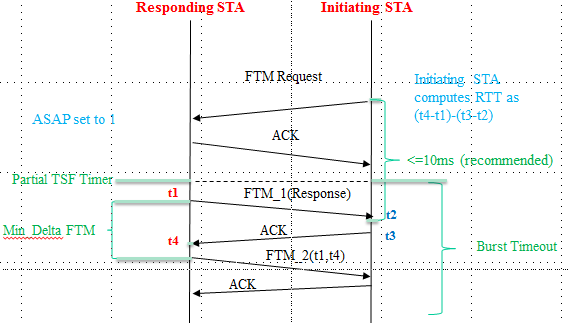 Responding STA
Initiating STA
FTM Request
Initiating STA
computes RTT as
(t4-t1)-(t3-t2)
ASAP set to 1
ACK
<=10ms (recommended)
Partial TSF Timer
t1
FTM_1(Response)
t2
Min_Delta FTM
ACK
t3
t4
Burst Timeout
FTM_2(t1,t4)
ACK